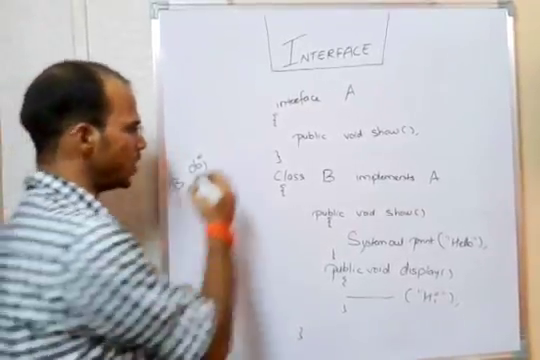 INTERFACE
interface A
{
public void show();
}
Class B implements A
{
public void show()
{
System.out.print("Hello");
}
public void display()
{
("Hi");
}
}